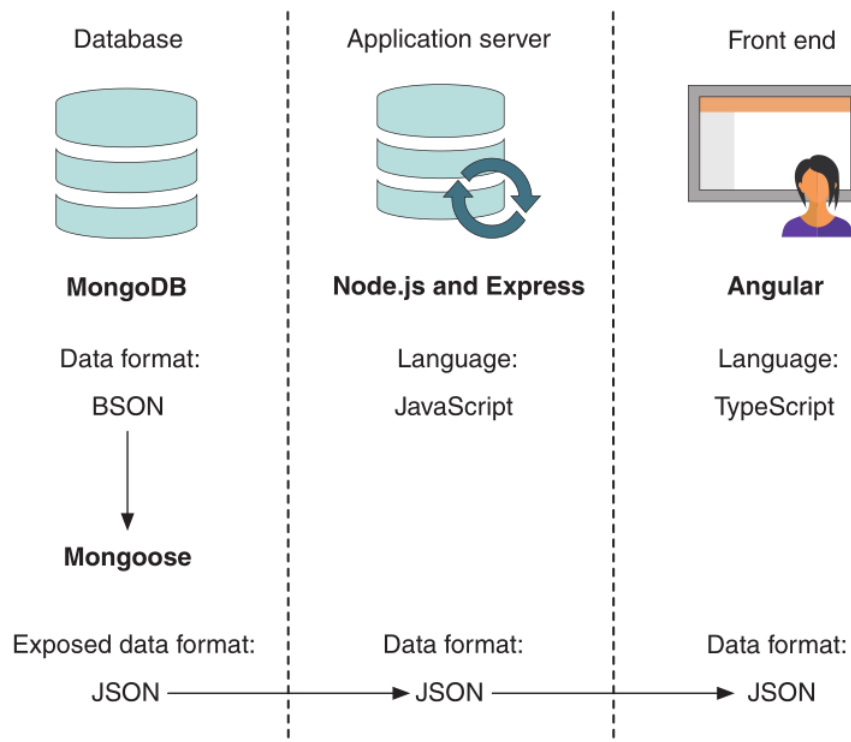 Database
MongoDB
Data format:
BSON
Mongoose
Exposed data format:
JSON
Application server
Node.js and Express
Language:
JavaScript
Data format:
JSON
Front end
Angular
Language:
TypeScript
Data format:
JSON